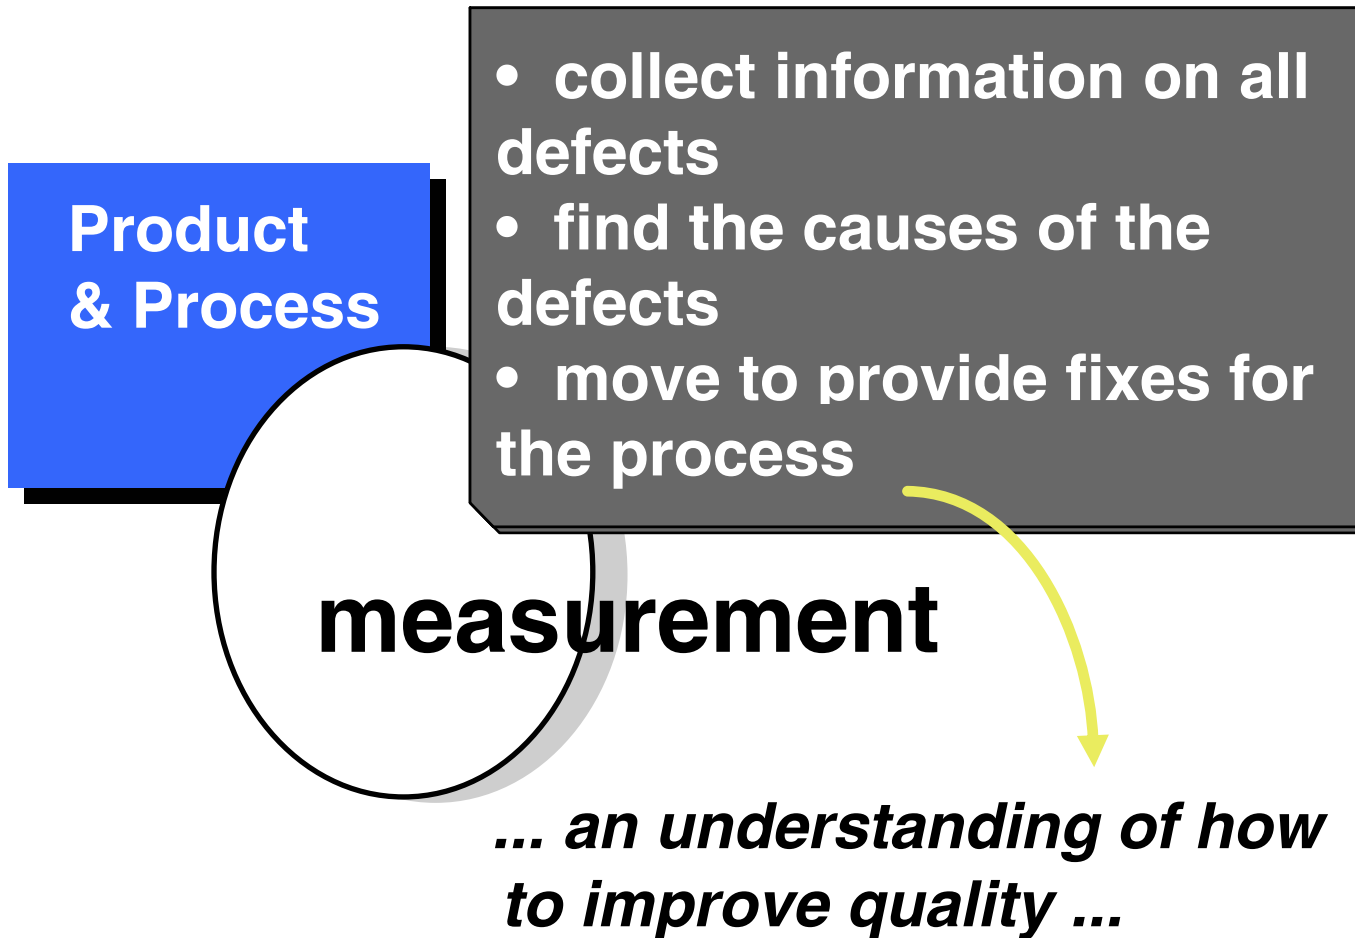 Product
& Process
• collect information on all
defects
• find the causes of the
defects
• move to provide fixes for
the process
measurement
... an understanding of how
to improve quality ...